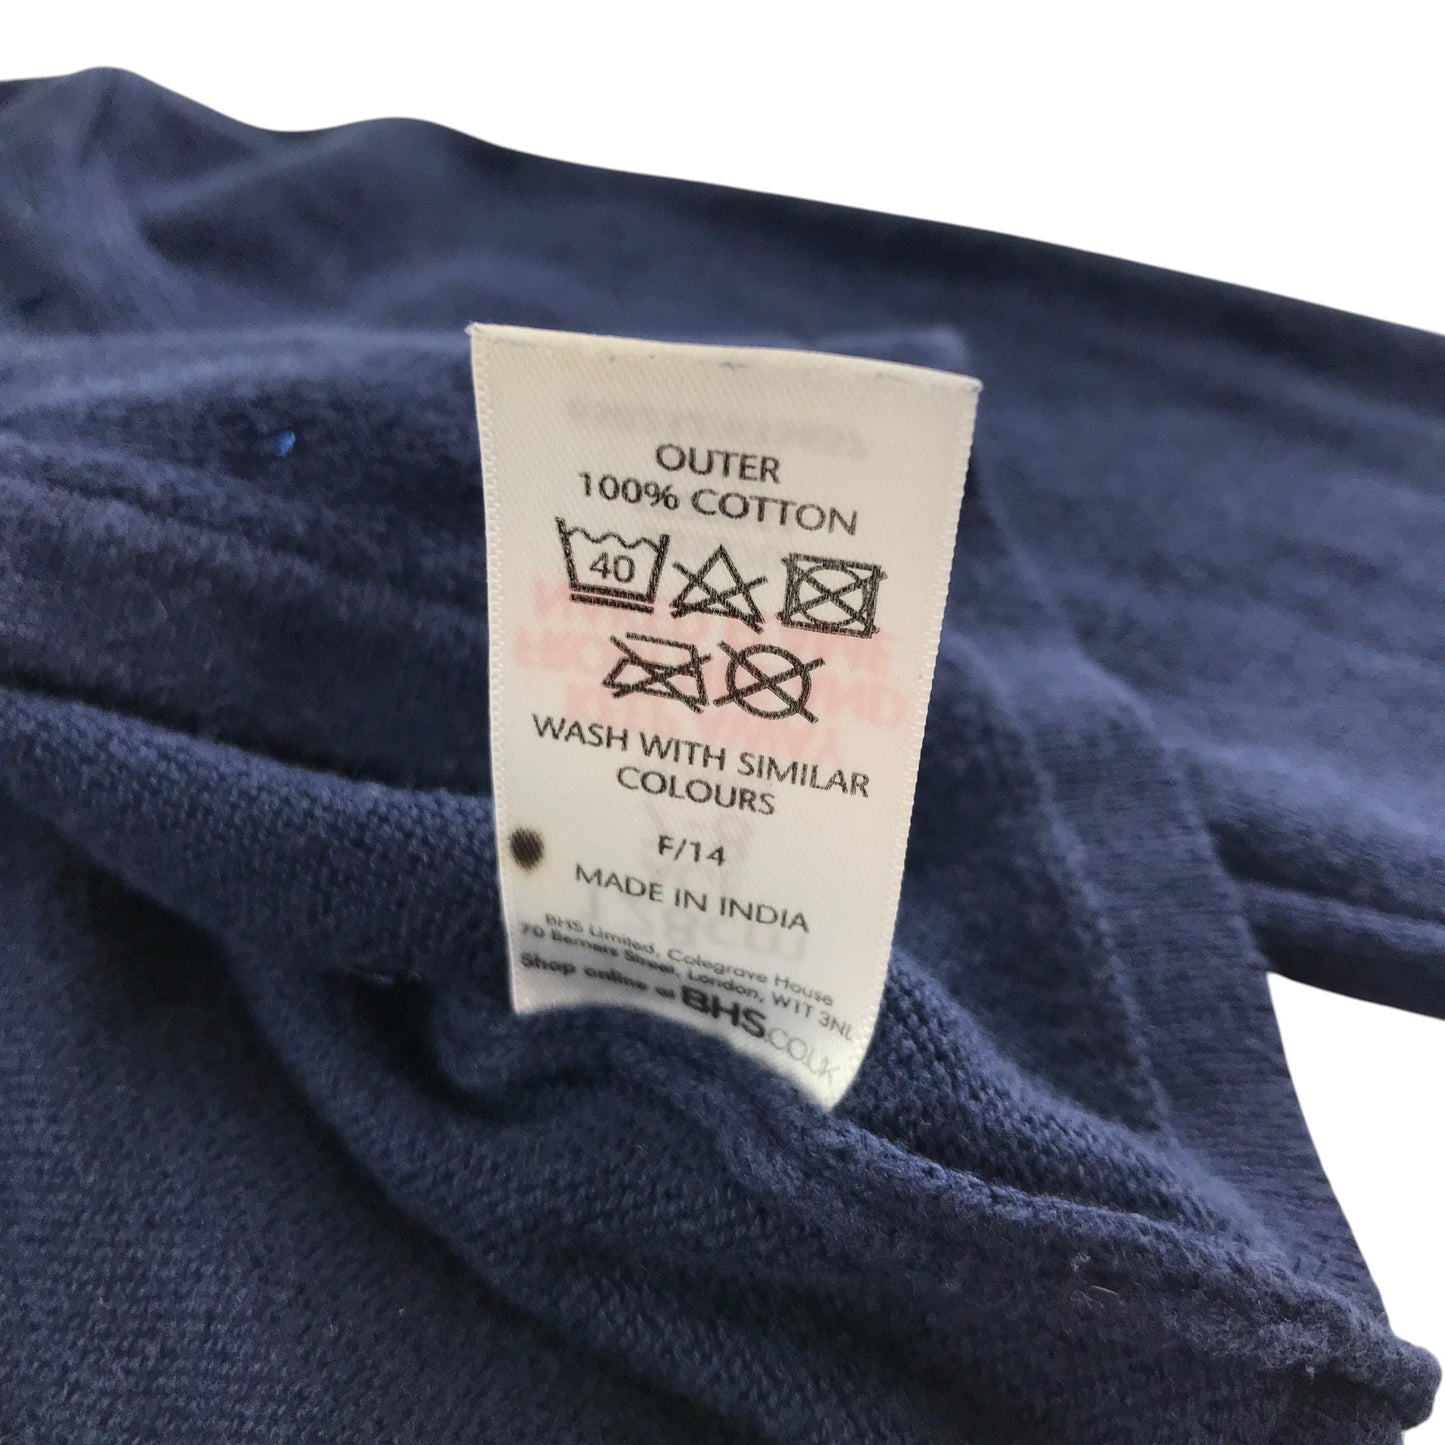 OUTER
100% COTTON
40
WASH WITH SIMILAR
COLOURS
F/14
MADE IN INDIA
BHS Limited, Colegrave House
70 Berners Street, London, W1T 3NL
Shop online at BHS.CO.UK